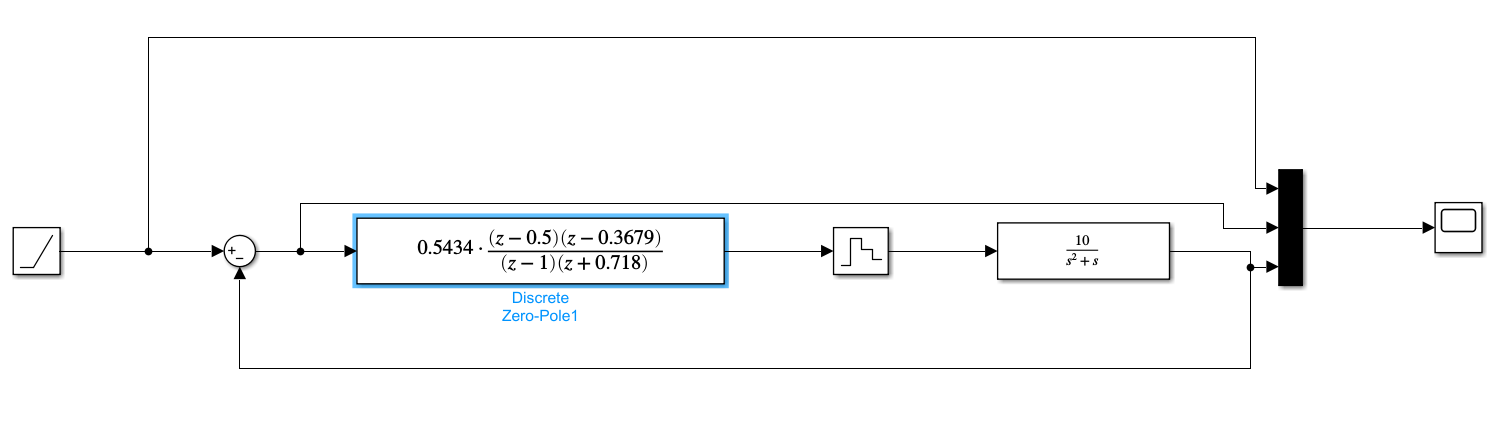 +
−
0.5434 · (z − 0.5)(z − 0.3679)
(z − 1)(z + 0.718)
Discrete
Zero-Pole1
10
s² + s